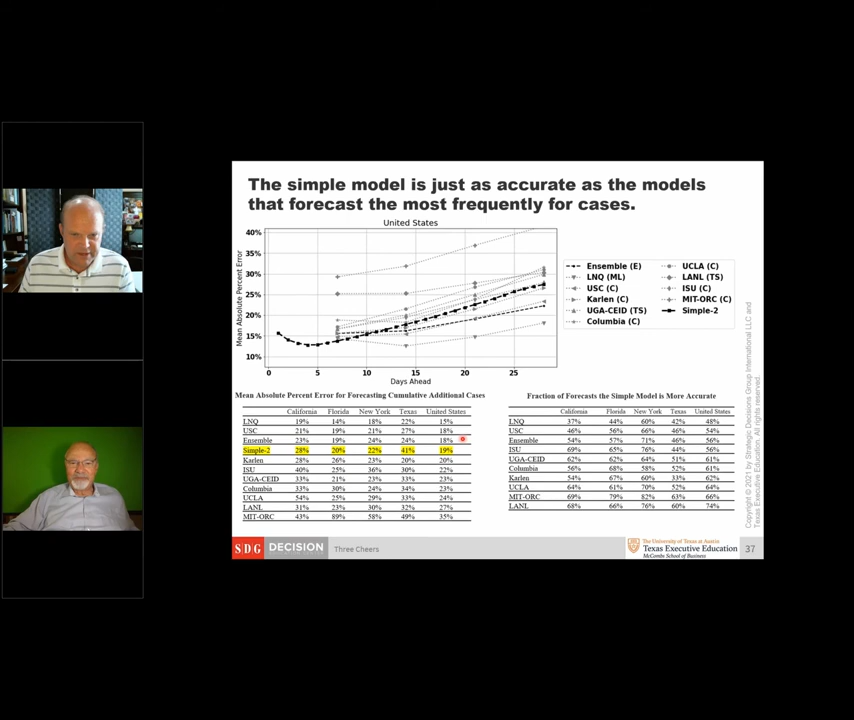 The simple model is just as accurate as the models
that forecast the most frequently for cases.
United States
40%
35%
30%
25%
20%
15%
10%
Mean Absolute Percent Error
0 5 10 15 20 25
Days Ahead
Ensemble (E) UCLA (C)
LNQ (ML) LANL (TS)
USC (C) ISU (C)
Karlen (C) MIT-ORC (C)
UGA-CEID (TS) Simple-2
Columbia (C)
Mean Absolute Percent Error for Forecasting Cumulative Additional Cases
California Florida New York Texas United States
LNQ 19% 14% 18% 22% 15%
USC 21% 19% 21% 27% 18%
Ensemble 23% 19% 24% 24% 18%
Simple-2 28% 20% 22% 41% 19%
Karlen 28% 26% 23% 20% 20%
ISU 40% 25% 36% 30% 22%
UGA-CEID 33% 21% 23% 33% 23%
Columbia 33% 30% 24% 34% 23%
UCLA 54% 25% 29% 33% 24%
LANL 31% 23% 30% 32% 27%
MIT-ORC 43% 89% 58% 49% 35%
Fraction of Forecasts the Simple Model is More Accurate
California Florida New York Texas United States
LNQ 37% 44% 60% 42% 48%
USC 46% 56% 66% 46% 54%
Ensemble 54% 57% 71% 46% 56%
ISU 69% 65% 76% 44% 56%
UGA-CEID 62% 62% 64% 51% 61%
Columbia 56% 68% 58% 52% 61%
Karlen 54% 67% 60% 33% 62%
UCLA 64% 61% 70% 52% 64%
MIT-ORC 69% 79% 82% 63% 66%
LANL 68% 66% 76% 60% 74%
Copyright © 2021 by Strategic Decisions Group International LLC and
Texas Executive Education. All rights reserved.
SDG DECISION Three Cheers
The University of Texas at Austin
Texas Executive Education
McCombs School of Business
37